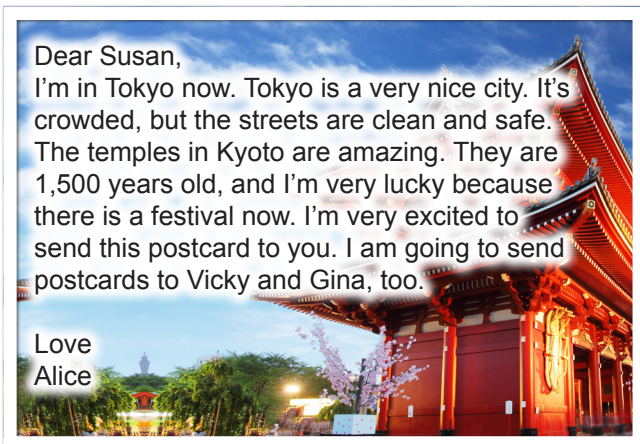 Dear Susan,
I'm in Tokyo now. Tokyo is a very nice city. It's
crowded, but the streets are clean and safe.
The temples in Kyoto are amazing. They are
1,500 years old, and I'm very lucky because
there is a festival now. I'm very excited to
send this postcard to you. I am going to send
postcards to Vicky and Gina, too.
Love
Alice